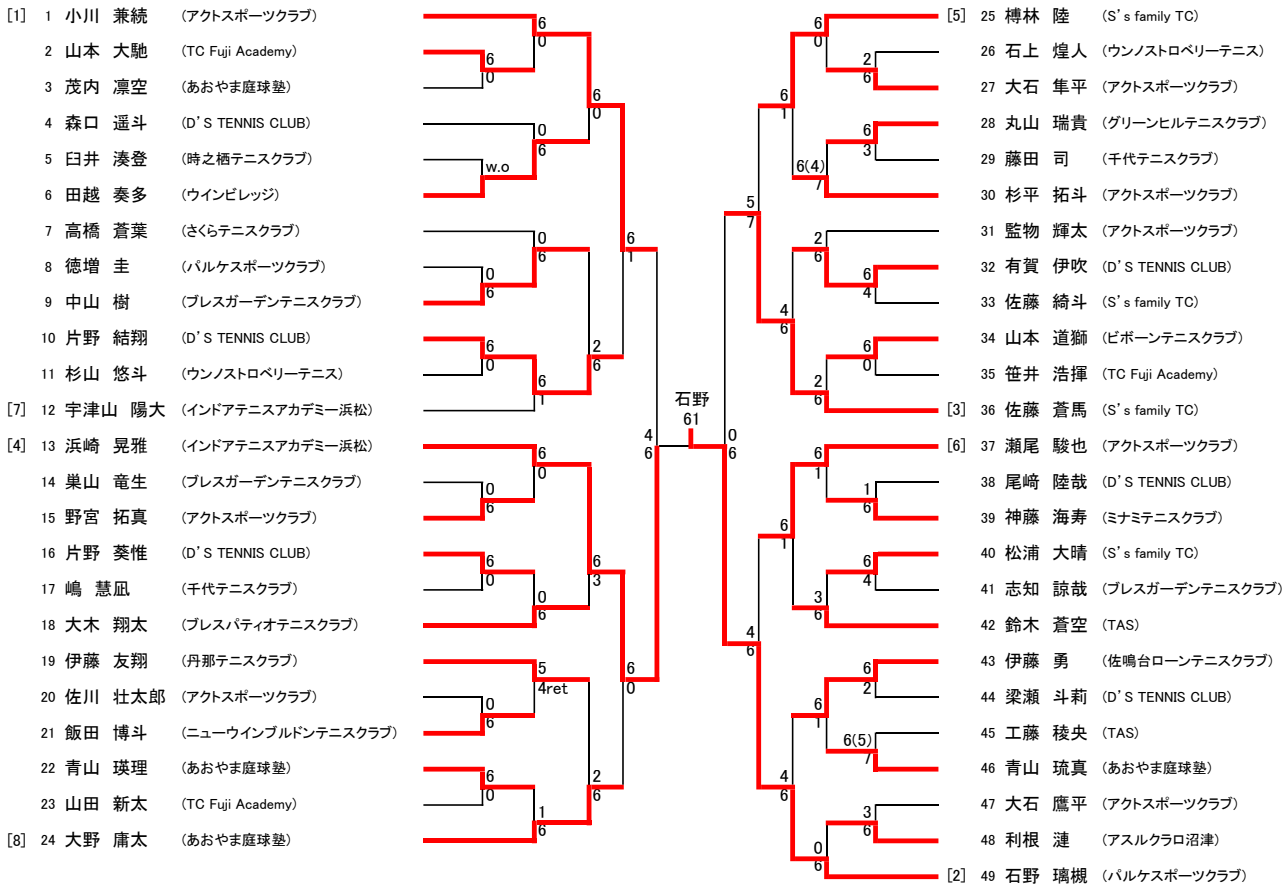 [1] 1 小川 兼続 (アクトスポーツクラブ)
2 山本 大馳 (TC Fuji Academy)
3 茂内 凛空 (あおやま庭球塾)
4 森口 遥斗 (D'S TENNIS CLUB)
5 臼井 湊登 (時之栖テニスクラブ)
6 田越 奏多 (ウインビレッジ)
7 高橋 蒼葉 (さくらテニスクラブ)
8 徳増 圭 (パルケスポーツクラブ)
9 中山 樹 (ブレスガーデンテニスクラブ)
10 片野 結翔 (D'S TENNIS CLUB)
11 杉山 悠斗 (ウンノストロベリーテニス)
[7] 12 宇津山 陽大 (インドアテニスアカデミー浜松)
[4] 13 浜崎 晃雅 (インドアテニスアカデミー浜松)
14 巣山 竜生 (ブレスガーデンテニスクラブ)
15 野宮 拓真 (アクトスポーツクラブ)
16 片野 葵惟 (D'S TENNIS CLUB)
17 嶋 慧凪 (千代テニスクラブ)
18 大木 翔太 (ブレスパティオテニスクラブ)
19 伊藤 友翔 (丹那テニスクラブ)
20 佐川 壮太郎 (アクトスポーツクラブ)
21 飯田 博斗 (ニューウインブルドンテニスクラブ)
22 青山 瑛理 (あおやま庭球塾)
23 山田 新太 (TC Fuji Academy)
[8] 24 大野 庸太 (あおやま庭球塾)
6
0
6
0
0
6
w.o
0
6
0
6
6
0
6
1
6
0
2
6
6
1
6
0
0
6
6
0
0
6
5
4ret
0
6
6
0
1
6
6
3
2
6
6
0
4
6
石野
61
0
6
5
7
4
6
6
1
4
6
6
1
4
6
6
0
2
6
6
3
6(4)
7
2
6
6
4
6
0
2
6
6
1
1
6
6
4
3
6
6
2
6
1
6(5)
7
3
6
0
6
[5] 25 榑林 陸 (S's family TC)
26 石上 煌人 (ウンノストロベリーテニス)
27 大石 隼平 (アクトスポーツクラブ)
28 丸山 瑞貴 (グリーンヒルテニスクラブ)
29 藤田 司 (千代テニスクラブ)
30 杉平 拓斗 (アクトスポーツクラブ)
31 監物 輝太 (アクトスポーツクラブ)
32 有賀 伊吹 (D'S TENNIS CLUB)
33 佐藤 綺斗 (S's family TC)
34 山本 道獅 (ビボーンテニスクラブ)
35 笹井 浩揮 (TC Fuji Academy)
[3] 36 佐藤 蒼馬 (S's family TC)
[6] 37 瀬尾 駿也 (アクトスポーツクラブ)
38 尾﨑 陸哉 (D'S TENNIS CLUB)
39 神藤 海寿 (ミナミテニスクラブ)
40 松浦 大晴 (S's family TC)
41 志知 諒哉 (ブレスガーデンテニスクラブ)
42 鈴木 蒼空 (TAS)
43 伊藤 勇 (佐鳴台ローンテニスクラブ)
44 梁瀬 斗莉 (D'S TENNIS CLUB)
45 工藤 稜央 (TAS)
46 青山 琉真 (あおやま庭球塾)
47 大石 鷹平 (アクトスポーツクラブ)
48 利根 漣 (アスルクラロ沼津)
[2] 49 石野 璃槻 (パルケスポーツクラブ)